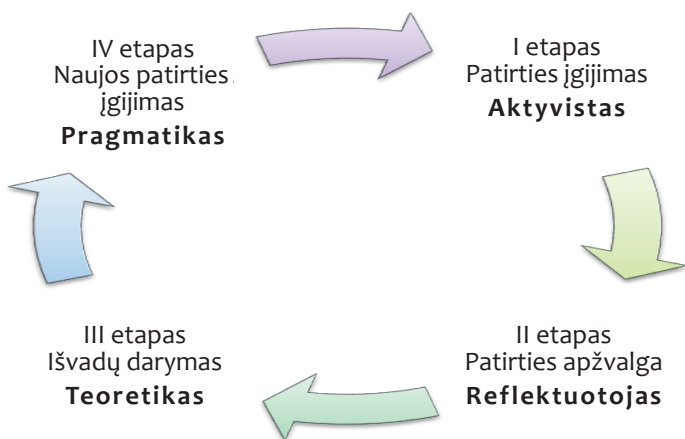 IV etapas
Naujos patirties
įgijimas
Pragmatikas
I etapas
Patirties įgijimas
Aktyvistas
III etapas
Išvadų darymas
Teoretikas
II etapas
Patirties apžvalga
Reflektuotojas